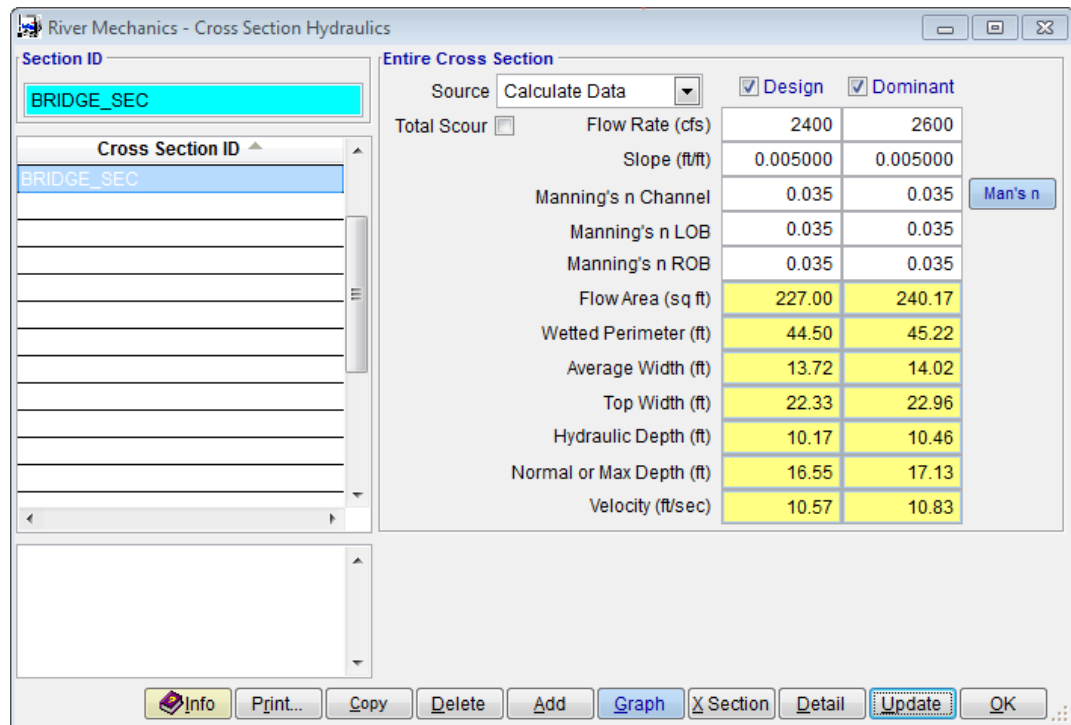 River Mechanics - Cross Section Hydraulics
Section ID
BRIDGE_SEC
Cross Section ID
BRIDGE_SEC
Entire Cross Section
Source Calculate Data Design Dominant
Total Scour Flow Rate (cfs) 2400 2600
Slope (ft/ft) 0.005000 0.005000
Manning's n Channel 0.035 0.035 Man's n
Manning's n LOB 0.035 0.035
Manning's n ROB 0.035 0.035
Flow Area (sq ft) 227.00 240.17
Wetted Perimeter (ft) 44.50 45.22
Average Width (ft) 13.72 14.02
Top Width (ft) 22.33 22.96
Hydraulic Depth (ft) 10.17 10.46
Normal or Max Depth (ft) 16.55 17.13
Velocity (ft/sec) 10.57 10.83
Info Print... Copy Delete Add Graph X Section Detail Update OK